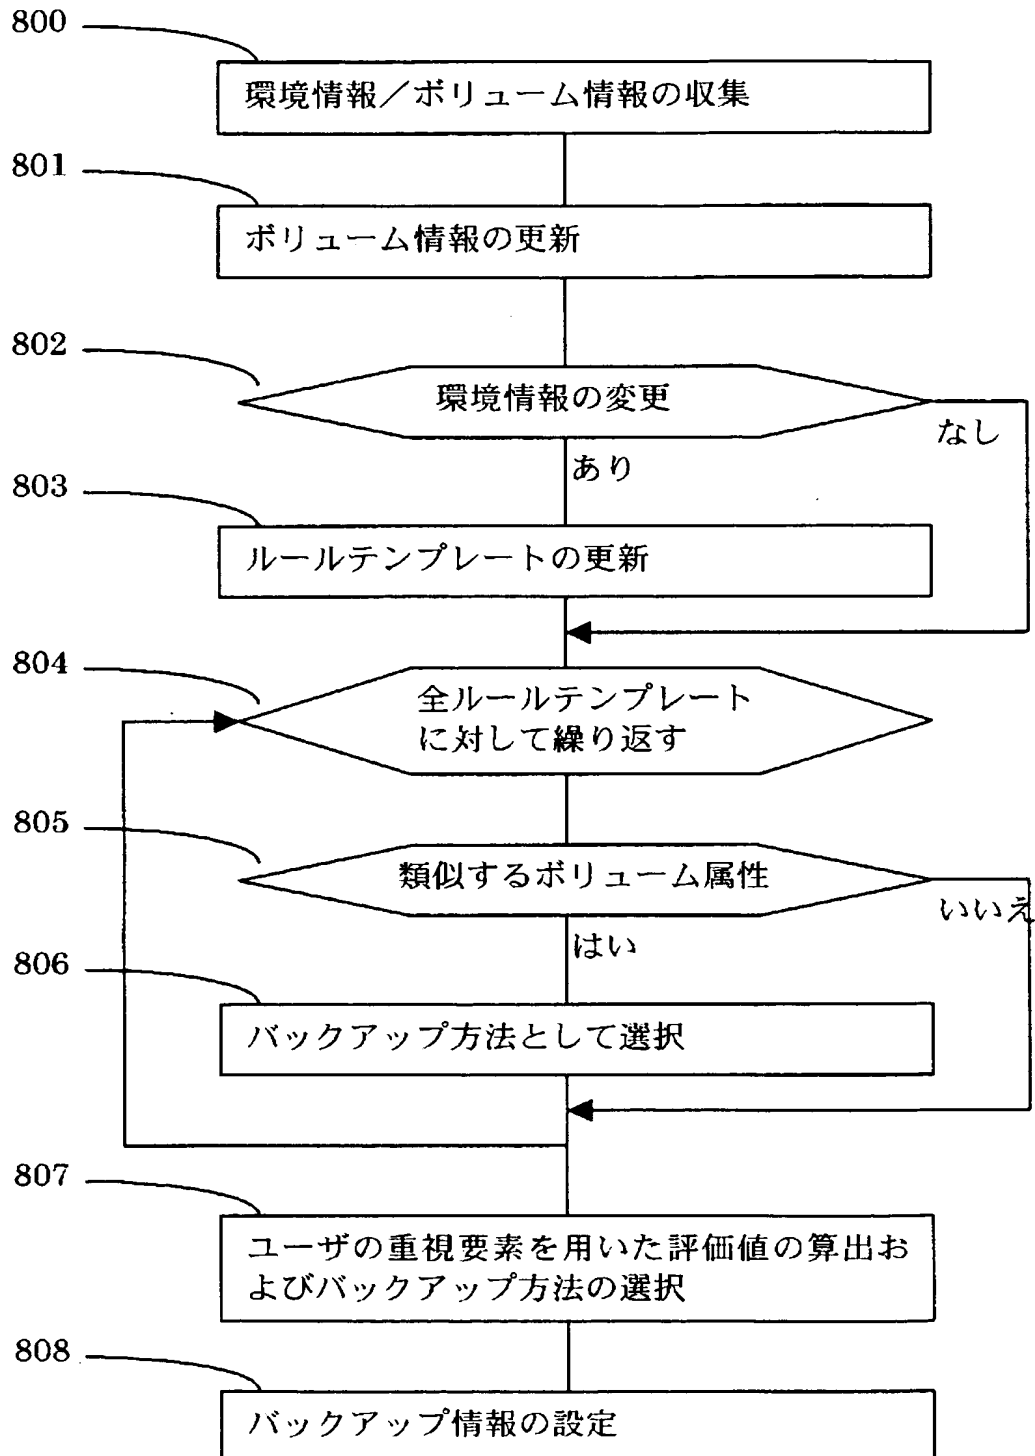 800
環境情報／ボリューム情報の収集
801
ボリューム情報の更新
802
環境情報の変更
なし
あり
803
ルールテンプレートの更新
804
全ルールテンプレート
に対して繰り返す
805
類似するボリューム属性
いいえ
はい
806
バックアップ方法として選択
807
ユーザの重視要素を用いた評価値の算出お
よびバックアップ方法の選択
808
バックアップ情報の設定